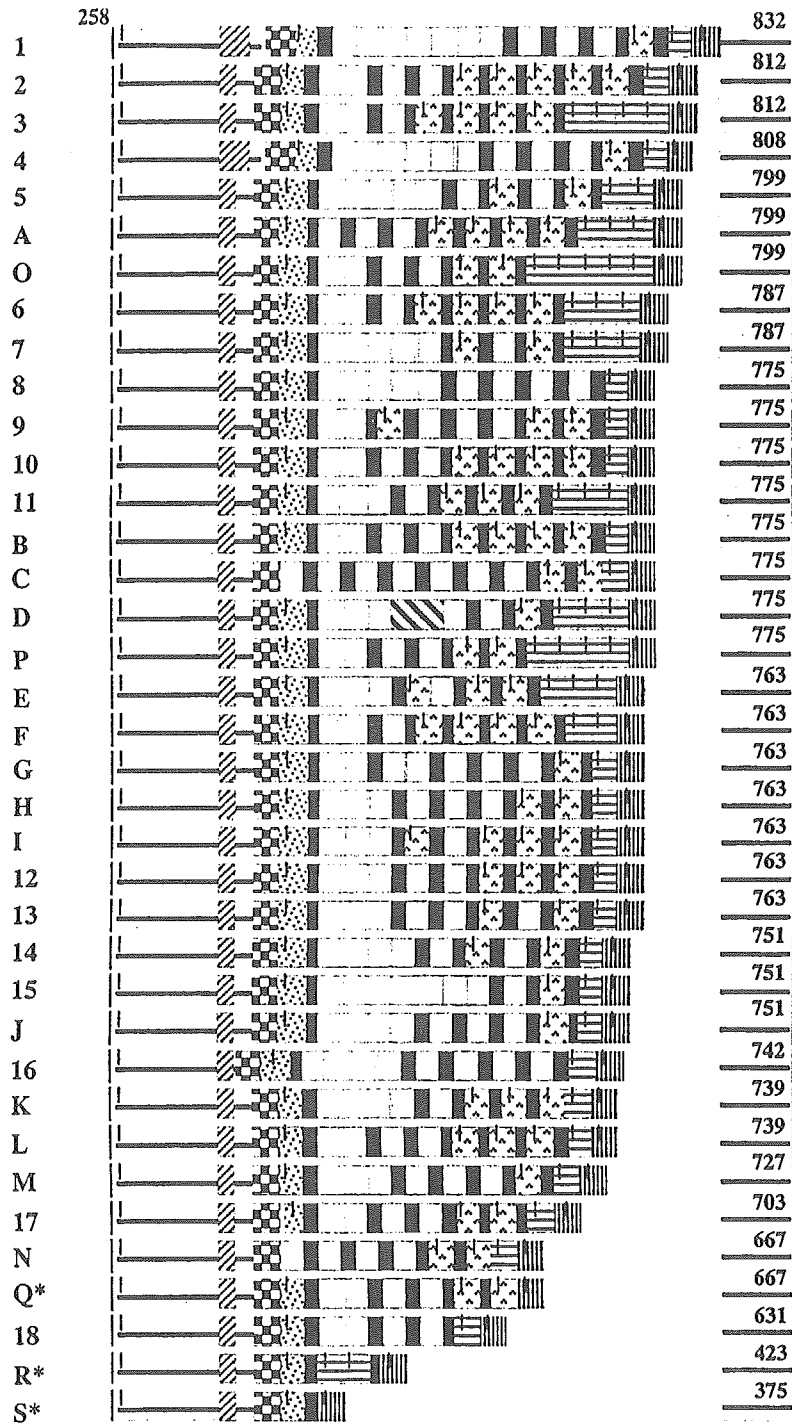 258
1 832
2 812
3 812
4 808
5 799
A 799
O 799
6 787
7 787
8 775
9 775
10 775
11 775
B 775
C 775
D 775
P 775
E 763
F 763
G 763
H 763
I 763
12 763
13 763
14 751
15 751
J 751
16 742
K 739
L 739
M 727
17 703
N 667
Q* 667
18 631
R* 423
S* 375